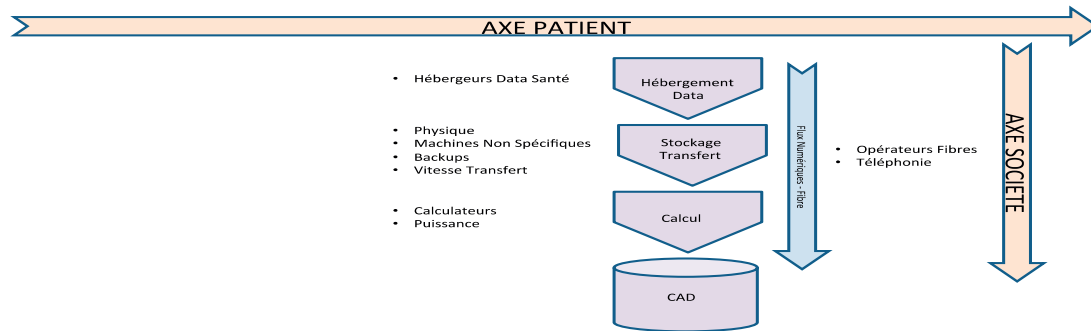 AXE PATIENT
• Hébergeurs Data Santé
Hébergement
Data
• Physique
• Machines Non Spécifiques
• Backups
• Vitesse Transfert
Stockage
Transfert
• Calculateurs
• Puissance
Calcul
CAD
Flux Numériques - Fibre
• Opérateurs Fibres
• Téléphonie
AXE SOCIETE